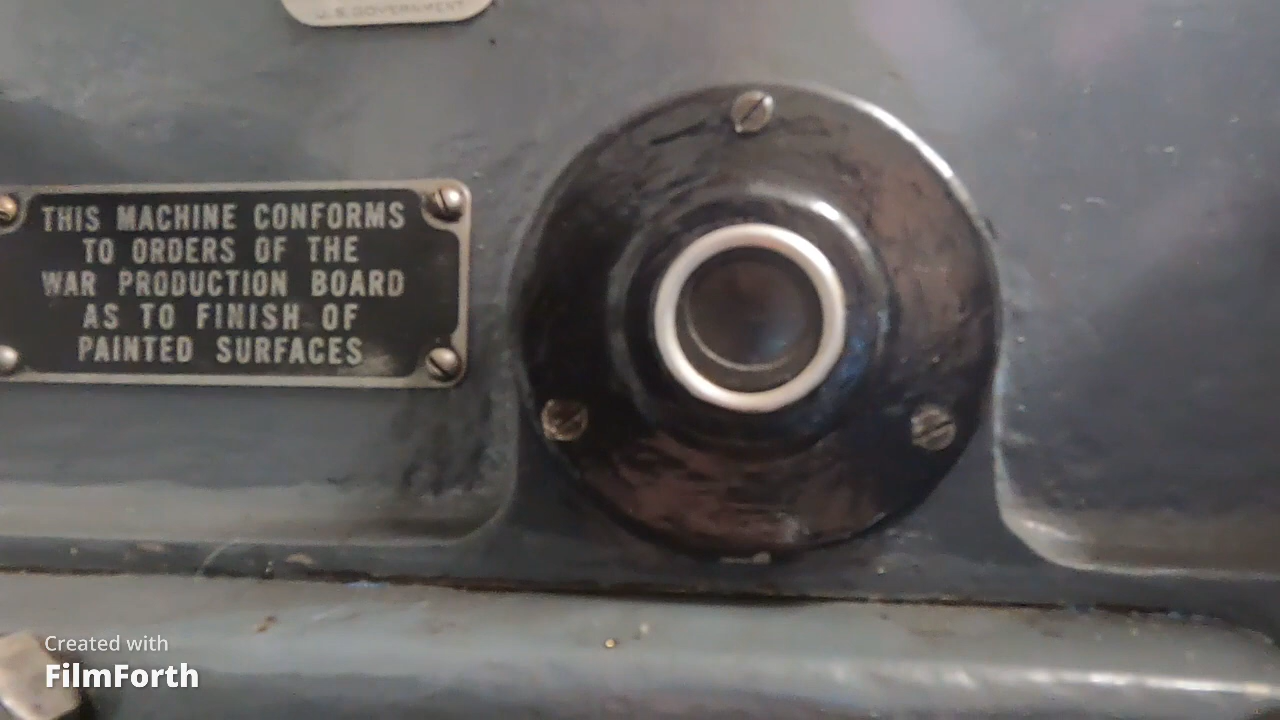 U.S. GOVERNMENT
THIS MACHINE CONFORMS
TO ORDERS OF THE
WAR PRODUCTION BOARD
AS TO FINISH OF
PAINTED SURFACES
Created with
FilmForth